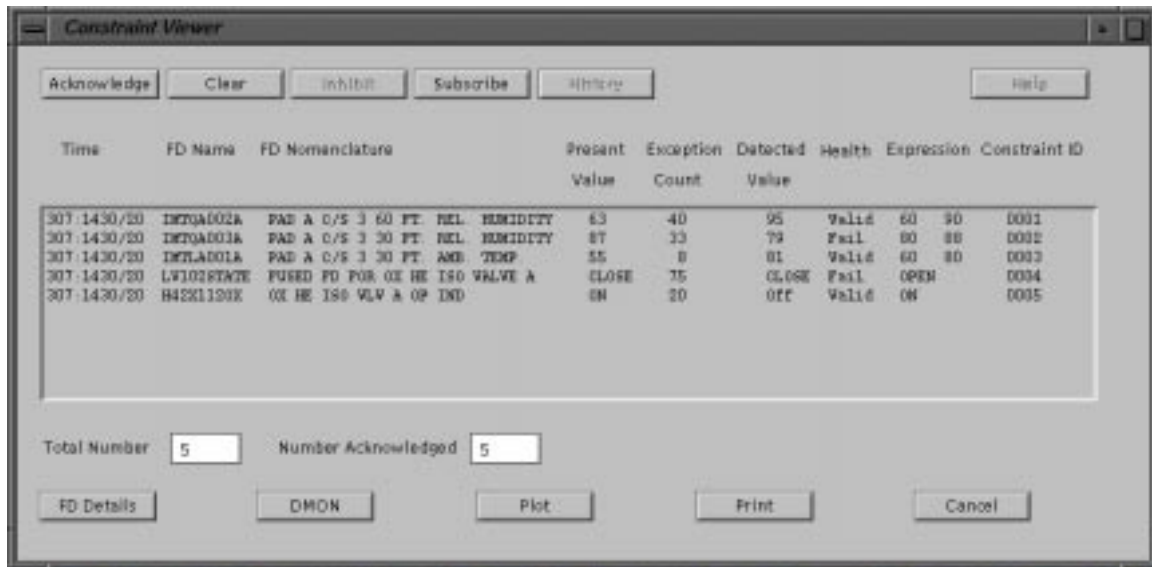 Constraint Viewer
Acknowledge Clear Inhibit Subscribe History Help
Time FD Name FD Nomenclature Present Exception Detected Health Expression Constraint ID
Value Count Value
307:1430/20 PAD A C/S 3 60 FT. REL HUMIDITY 63 40 95 Valid 60 90 0001
307:1430/20 PAD A C/S 3 30 FT. REL HUMIDITY 87 33 79 Fail 80 88 0002
307:1430/20 PAD A C/S 3 30 FT. AMB TEMP 55 8 81 Valid 60 80 0003
307:1430/20 LV102STATE FUSED FD FOR OX HE ISO VALVE A CLOSE 75 CLOSE Fail OPEN 0004
307:1430/20 OX HE ISO VLV A OP IND ON 20 Off Valid ON 0005
Total Number 5 Number Acknowledged 5
FD Details DMON Plot Print Cancel